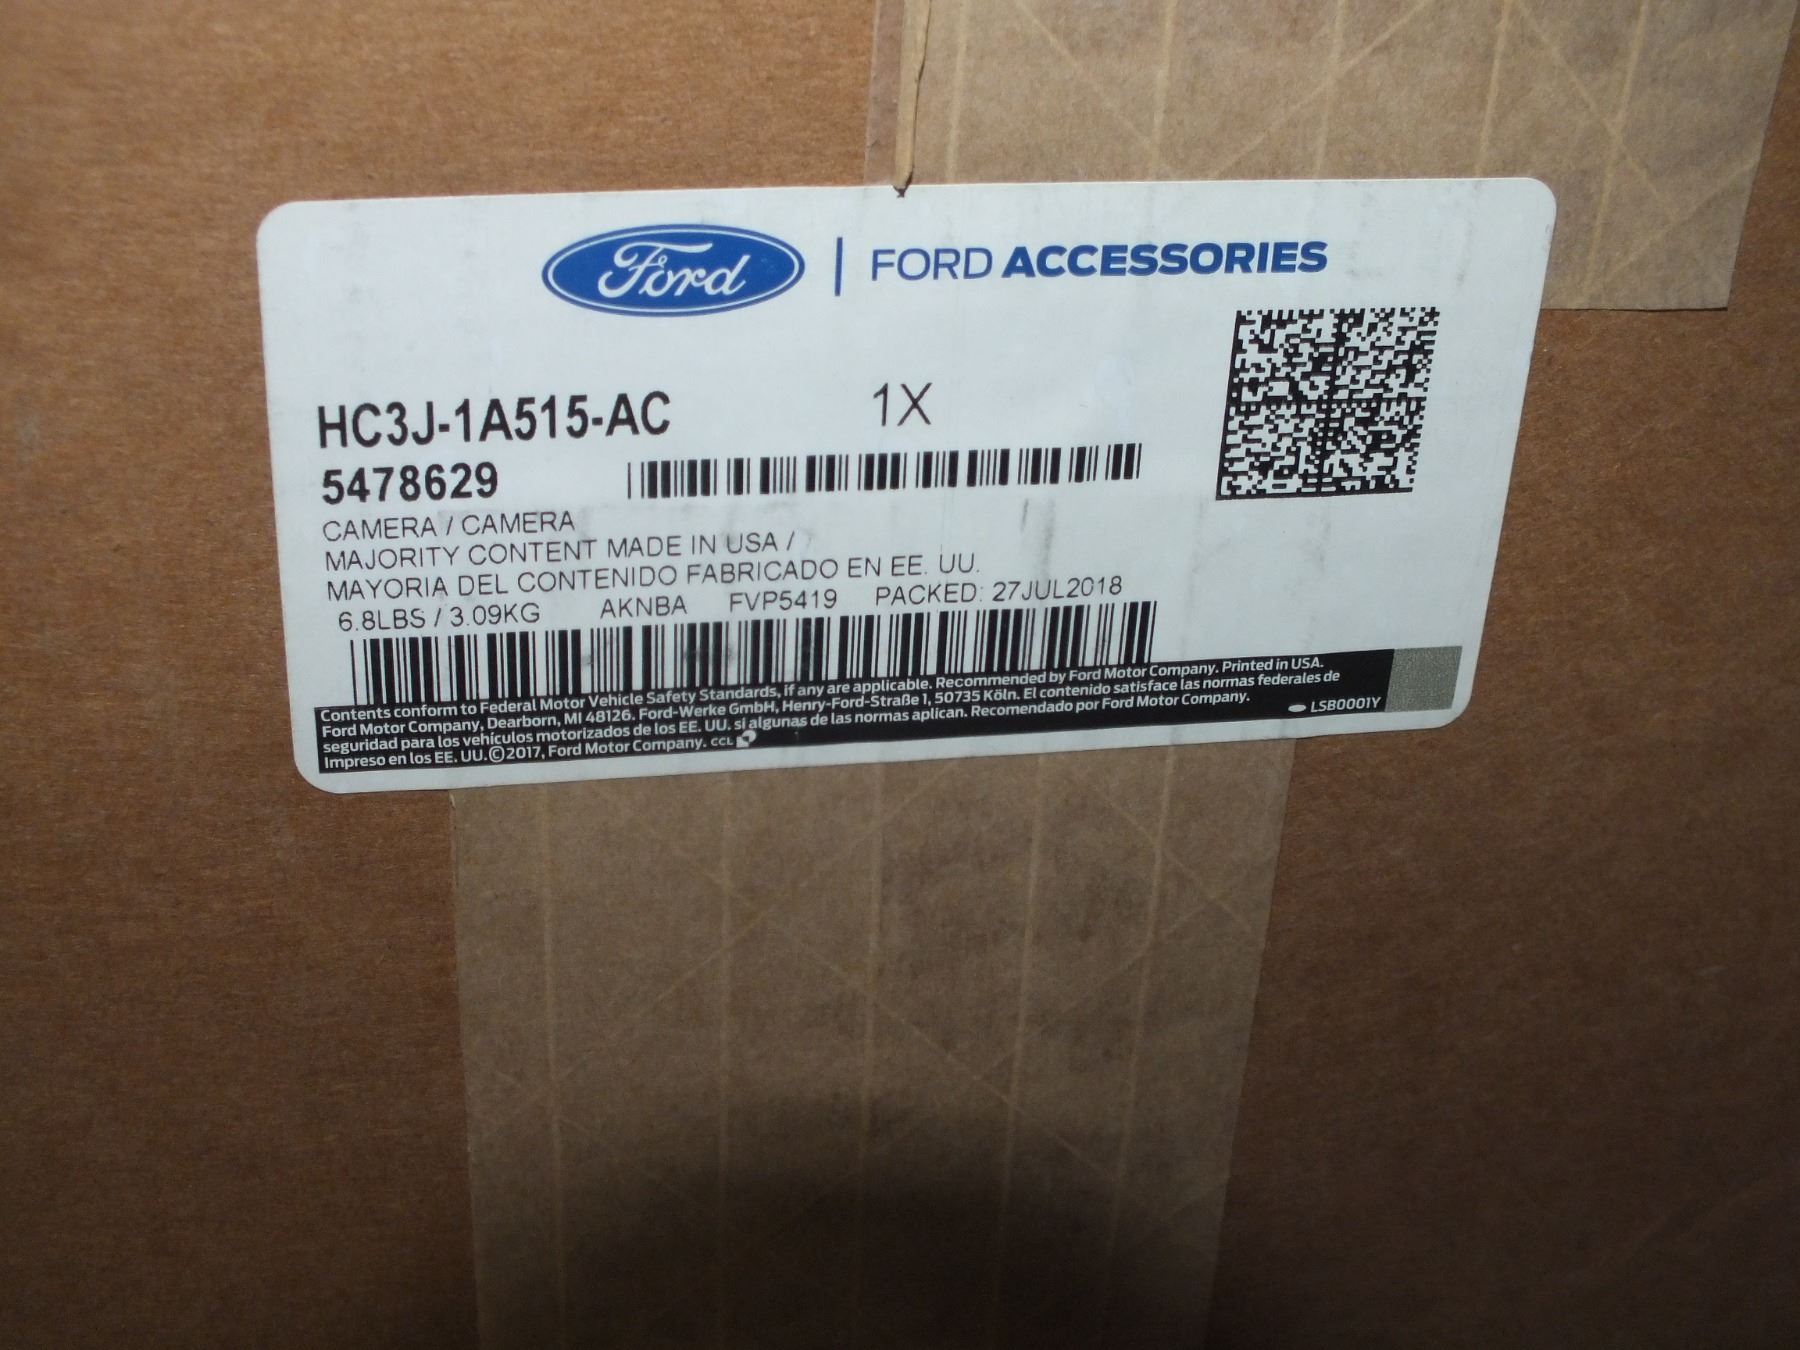 Ford | FORD ACCESSORIES
HC3J-1A515-AC 1X
5478629
CAMERA / CAMERA
MAJORITY CONTENT MADE IN USA /
MAYORIA DEL CONTENIDO FABRICADO EN EE. UU.
6.8LBS / 3.09KG AKNBA FVP5419 PACKED: 27JUL2018
Contents conform to Federal Motor Vehicle Safety Standards, if any are applicable. Recommended by Ford Motor Company. Printed in USA.
Ford Motor Company, Dearborn, MI 48126. Ford-Werke GmbH, Henry-Ford-Straße 1, 50735 Köln. El contenido satisface las normas federales de
seguridad para los vehículos motorizados de los EE. UU. si algunas de las normas aplican. Recomendado por Ford Motor Company.
Impreso en los EE. UU.©2017, Ford Motor Company. CCL
LSB0001Y